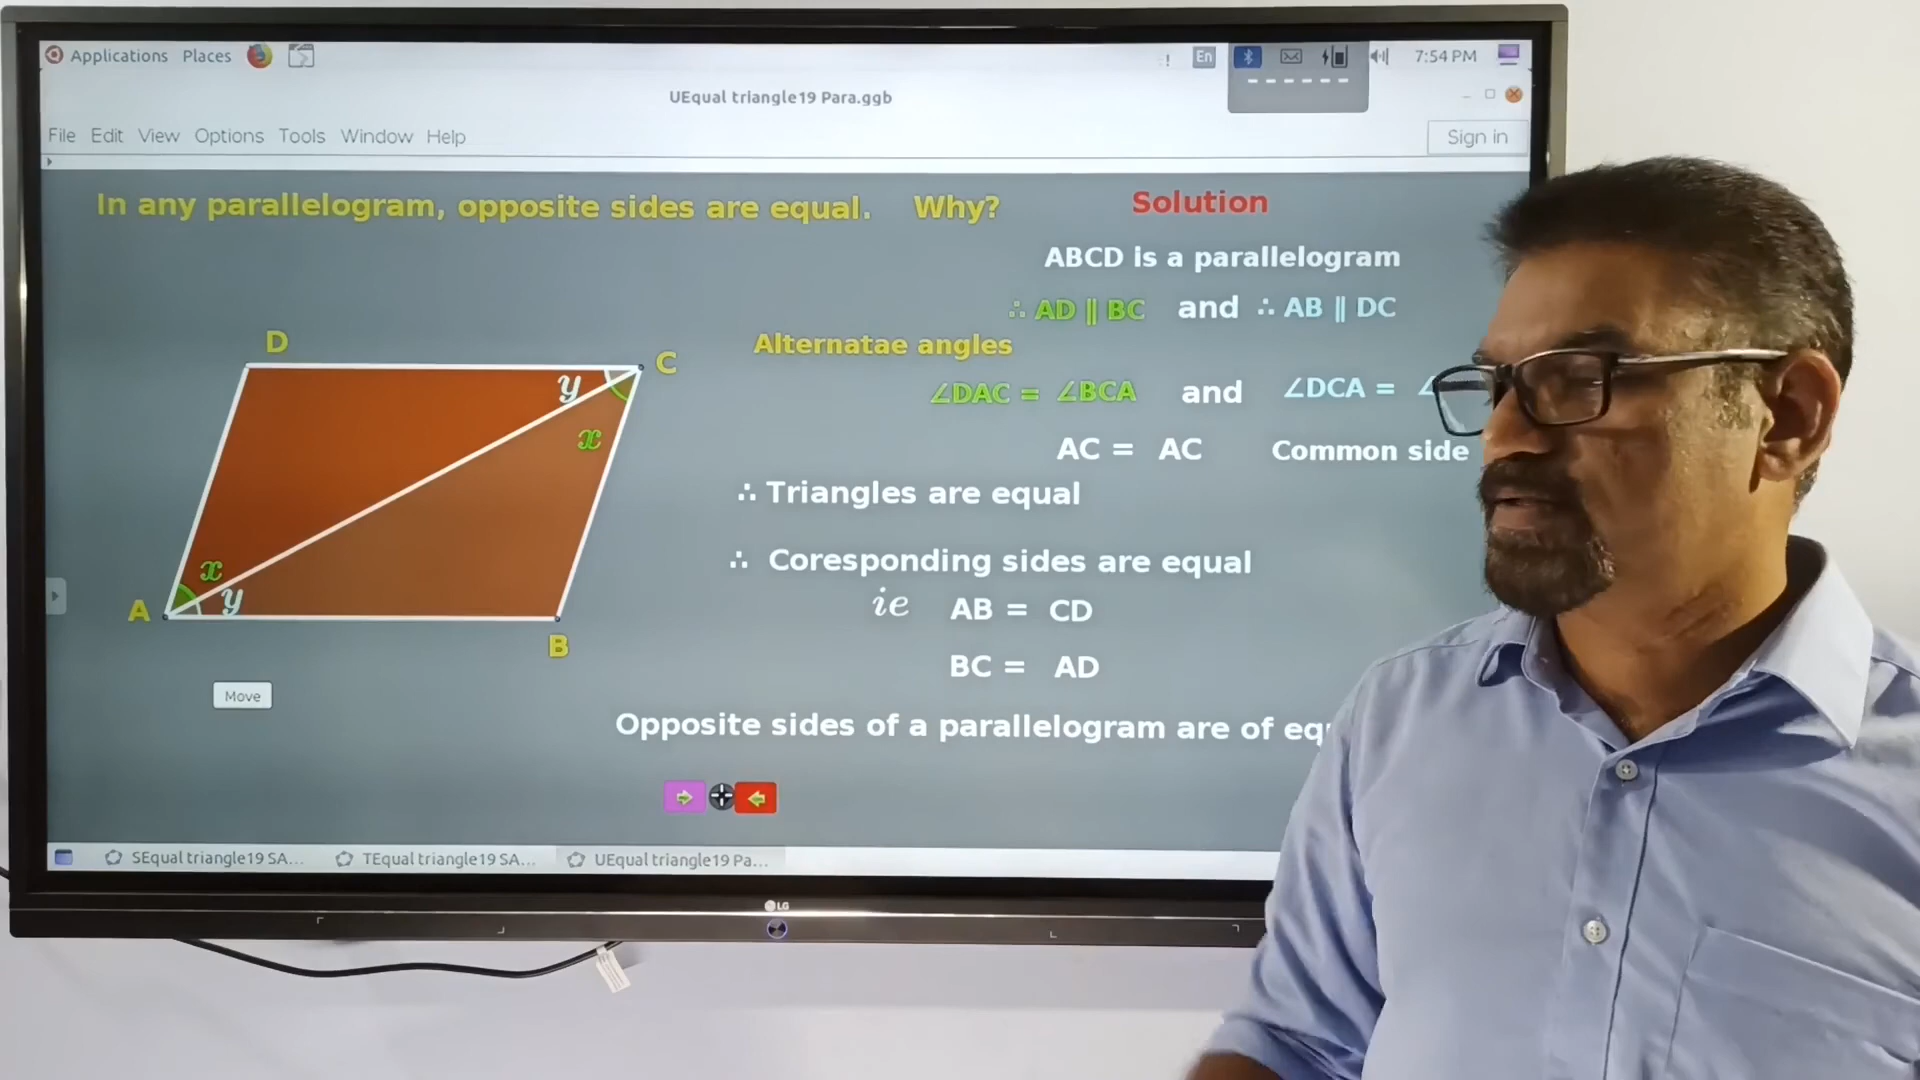 Applications Places
En
7:54 PM
UEqual triangle19 Para.ggb
File Edit View Options Tools Window Help
Sign in
In any parallelogram, opposite sides are equal. Why?
Solution
ABCD is a parallelogram
∴ AD ∥ BC and ∴ AB ∥ DC
Alternatae angles
∠DAC = ∠BCA and ∠DCA = ∠
AC = AC Common side
∴ Triangles are equal
∴ Coresponding sides are equal
ie AB = CD
BC = AD
Opposite sides of a parallelogram are of
D
C
y
x
x
y
A
B
Move
SEqual triangle19 SA...
TEqual triangle19 SA...
UEqual triangle19 Pa...
LG